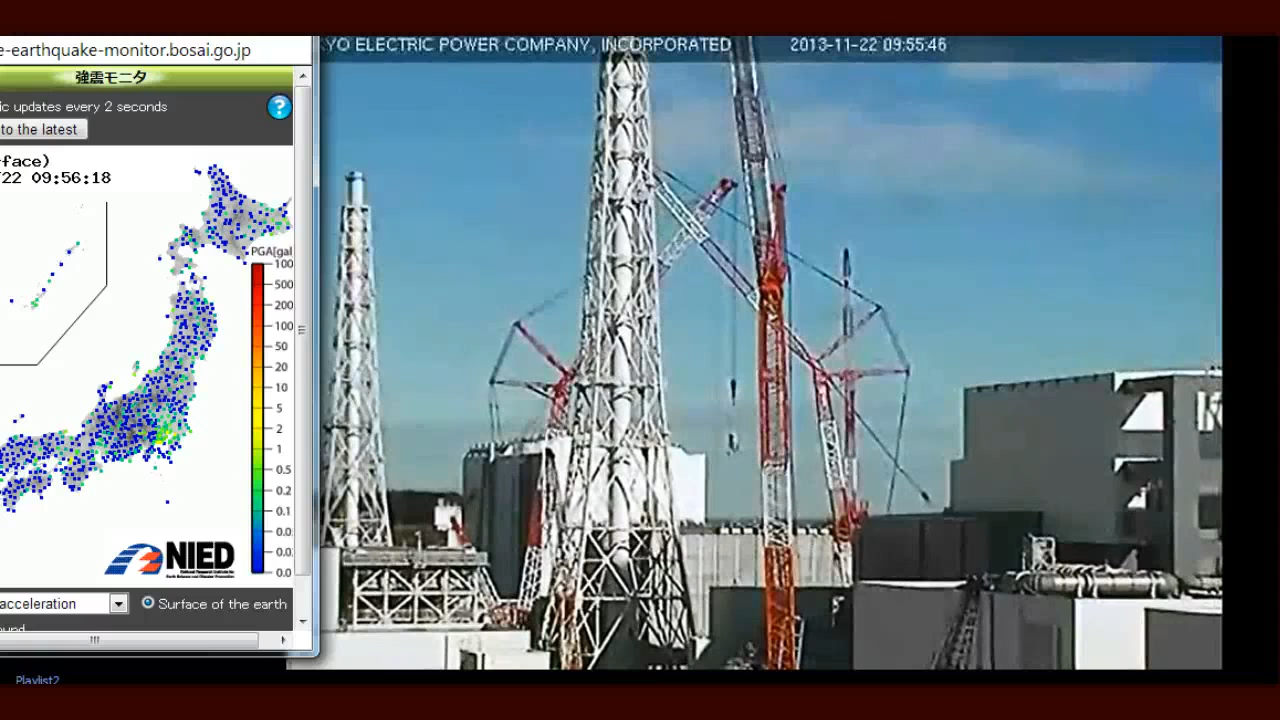 e-earthquake-monitor.bosai.go.jp
強震モニタ
ic updates every 2 seconds
?
to the latest
face)
/22 09:56:18
PGA[gal
100
500
200
100
50
20
10
5
2
1
0.5
0.2
0.1
0.0
0.0
0.0
NIED
acceleration
Surface of the earth
KYO ELECTRIC POWER COMPANY, INCORPORATED 2013-11-22 09:55:46
Playlist2